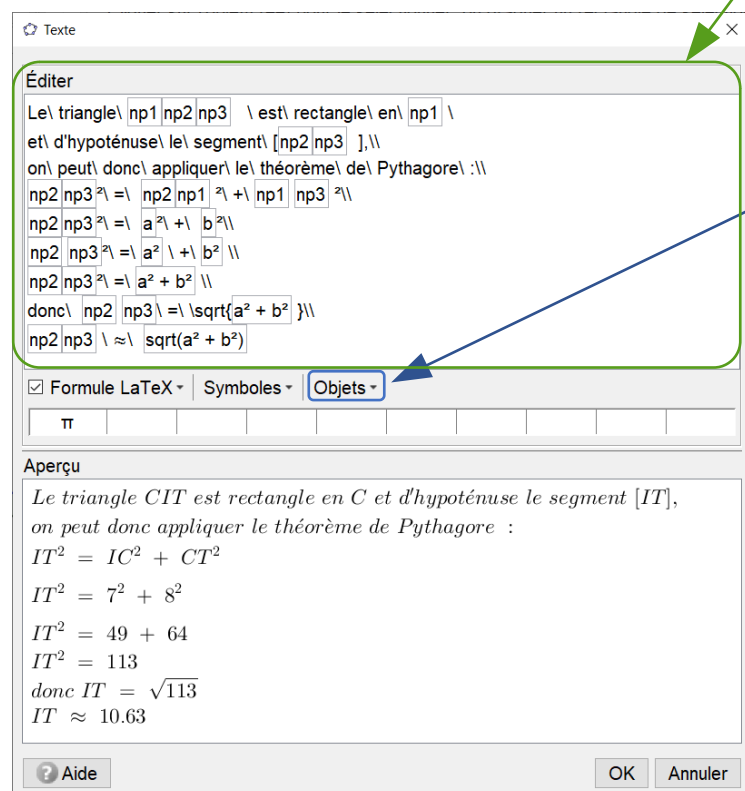 Texte
Éditer
Le\ triangle\ np1 np2 np3 \ est\ rectangle\ en\ np1 \
et\ d'hypoténuse\ le\ segment\ [np2 np3 ],\\
on\ peut\ donc\ appliquer\ le\ théorème\ de\ Pythagore\ :\\
np2 np3 ²\ =\ np2 np1 ²\ +\ np1 np3 ²\\
np2 np3 ²\ =\ a ²\ +\ b ²\\
np2 np3 ²\ =\ a² \ +\ b² \\
np2 np3 ²\ =\ a² + b² \\
donc\ np2 np3 \ =\ \sqrt{ a² + b² }\\
np2 np3 \ ≈\ sqrt(a² + b²)
Formule LaTeX Symboles Objets
π
Aperçu
Le triangle CIT est rectangle en C et d'hypoténuse le segment [IT],
on peut donc appliquer le théorème de Pythagore :
IT² = IC² + CT²
IT² = 7² + 8²
IT² = 49 + 64
IT² = 113
donc IT = √113
IT ≈ 10.63
Aide OK Annuler